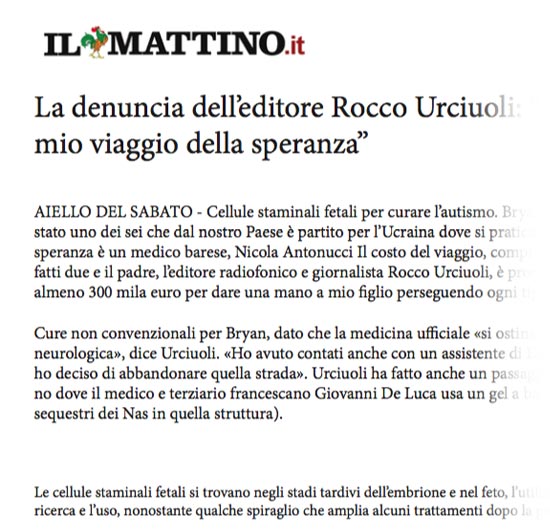 IL MATTINO.it
La denuncia dell’editore Rocco Urciuoli: “
mio viaggio della speranza”
AIELLO DEL SABATO - Cellule staminali fetali per curare l’autismo.
stato uno dei sei che dal nostro Paese è partito per l’Ucraina dove si
speranza è un medico barese, Nicola Antonucci Il costo del viaggio,
fatti due e il padre, l’editore radiofonico e giornalista Rocco Urciuoli, è
almeno 300 mila euro per dare una mano a mio figlio perseguendo ogni
Cure non convenzionali per Bryan, dato che la medicina ufficiale «si
neurologica», dice Urciuoli. «Ho avuto contati anche con un assistente di
ho deciso di abbandonare quella strada». Urciuoli ha fatto anche un
no dove il medico e terziario francescano Giovanni De Luca usa un gel a
sequestri dei Nas in quella struttura).
Le cellule staminali fetali si trovano negli stadi tardivi dell’embrione e nel feto,
ricerca e l’uso, nonostante qualche spiraglio che amplia alcuni trattamenti dopo la